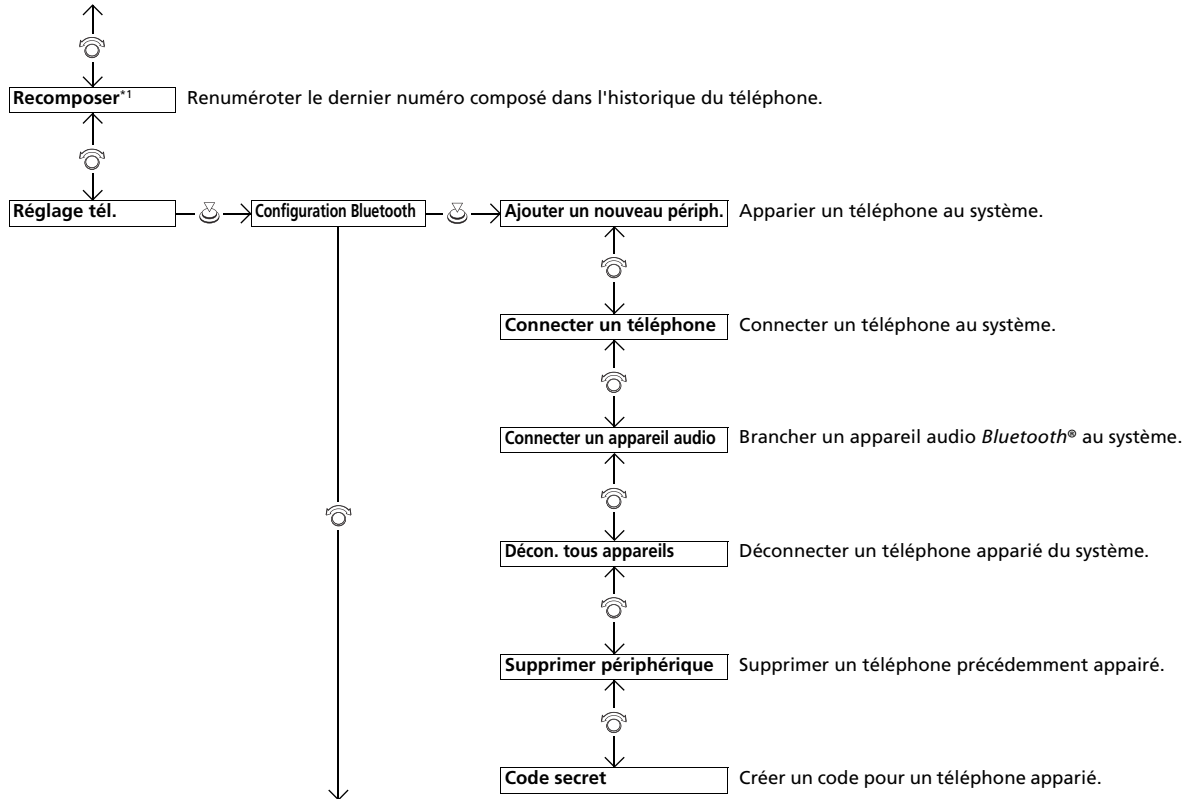 Recomposer*1 Renuméroter le dernier numéro composé dans l'historique du téléphone.
Réglage tél. Configuration Bluetooth Ajouter un nouveau périph. Apparier un téléphone au système.
Connecter un téléphone Connecter un téléphone au système.
Connecter un appareil audio Brancher un appareil audio Bluetooth® au système.
Décon. tous appareils Déconnecter un téléphone apparié du système.
Supprimer périphérique Supprimer un téléphone précédemment appairé.
Code secret Créer un code pour un téléphone apparié.